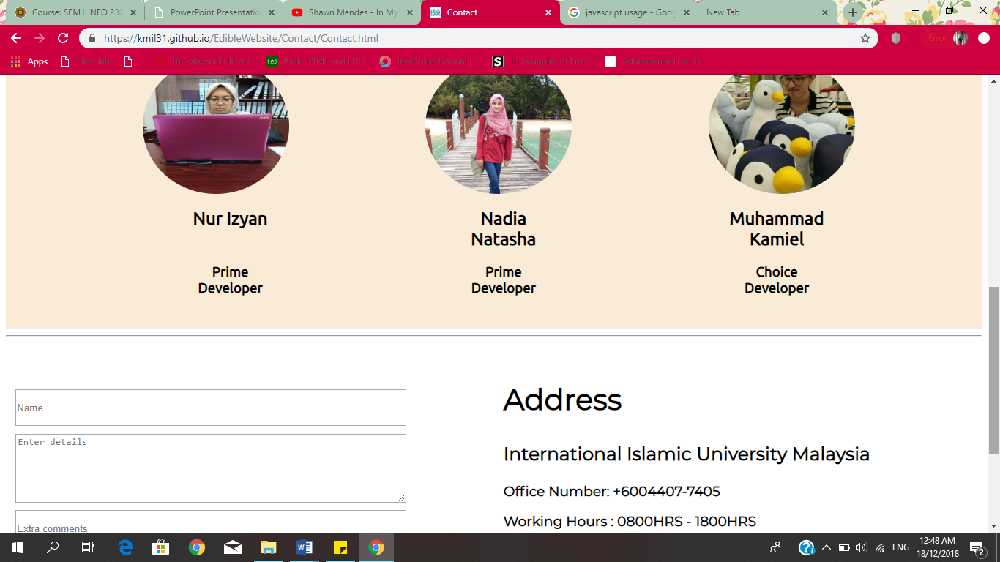 Course: SEM1 INFO 230
PowerPoint Presentatio
Shawn Mendes - In My
Contact
javascript usage - Goog
New Tab
https://kmil31.github.io/EdibleWebsite/Contact/Contact.html
Error
Apps
New Tab
10 Software Edit Vi
Basic HTML and HT
JavaScript Tutorial
10 Examples of Erro
Adolescence Lost T
Nur Izyan
Nadia
Natasha
Muhammad
Kamiel
Prime
Developer
Prime
Developer
Choice
Developer
Name
Enter details
Extra comments
Address
International Islamic University Malaysia
Office Number: +6004407-7405
Working Hours : 0800HRS - 1800HRS
ENG
12:48 AM
18/12/2018
2